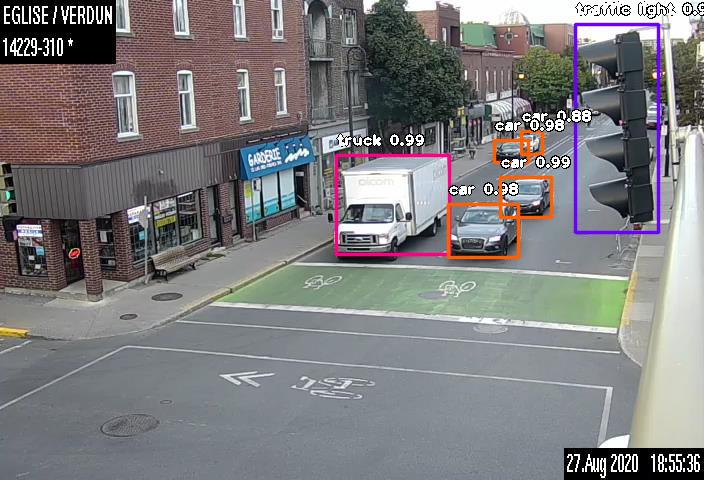 EGLISE / VERDUN
14229-310 *
traffic light 0.9
car 0.88
car 0.98
truck 0.99
car 0.99
car 0.98
GARDERIE
27.Aug 2020 18:55:36